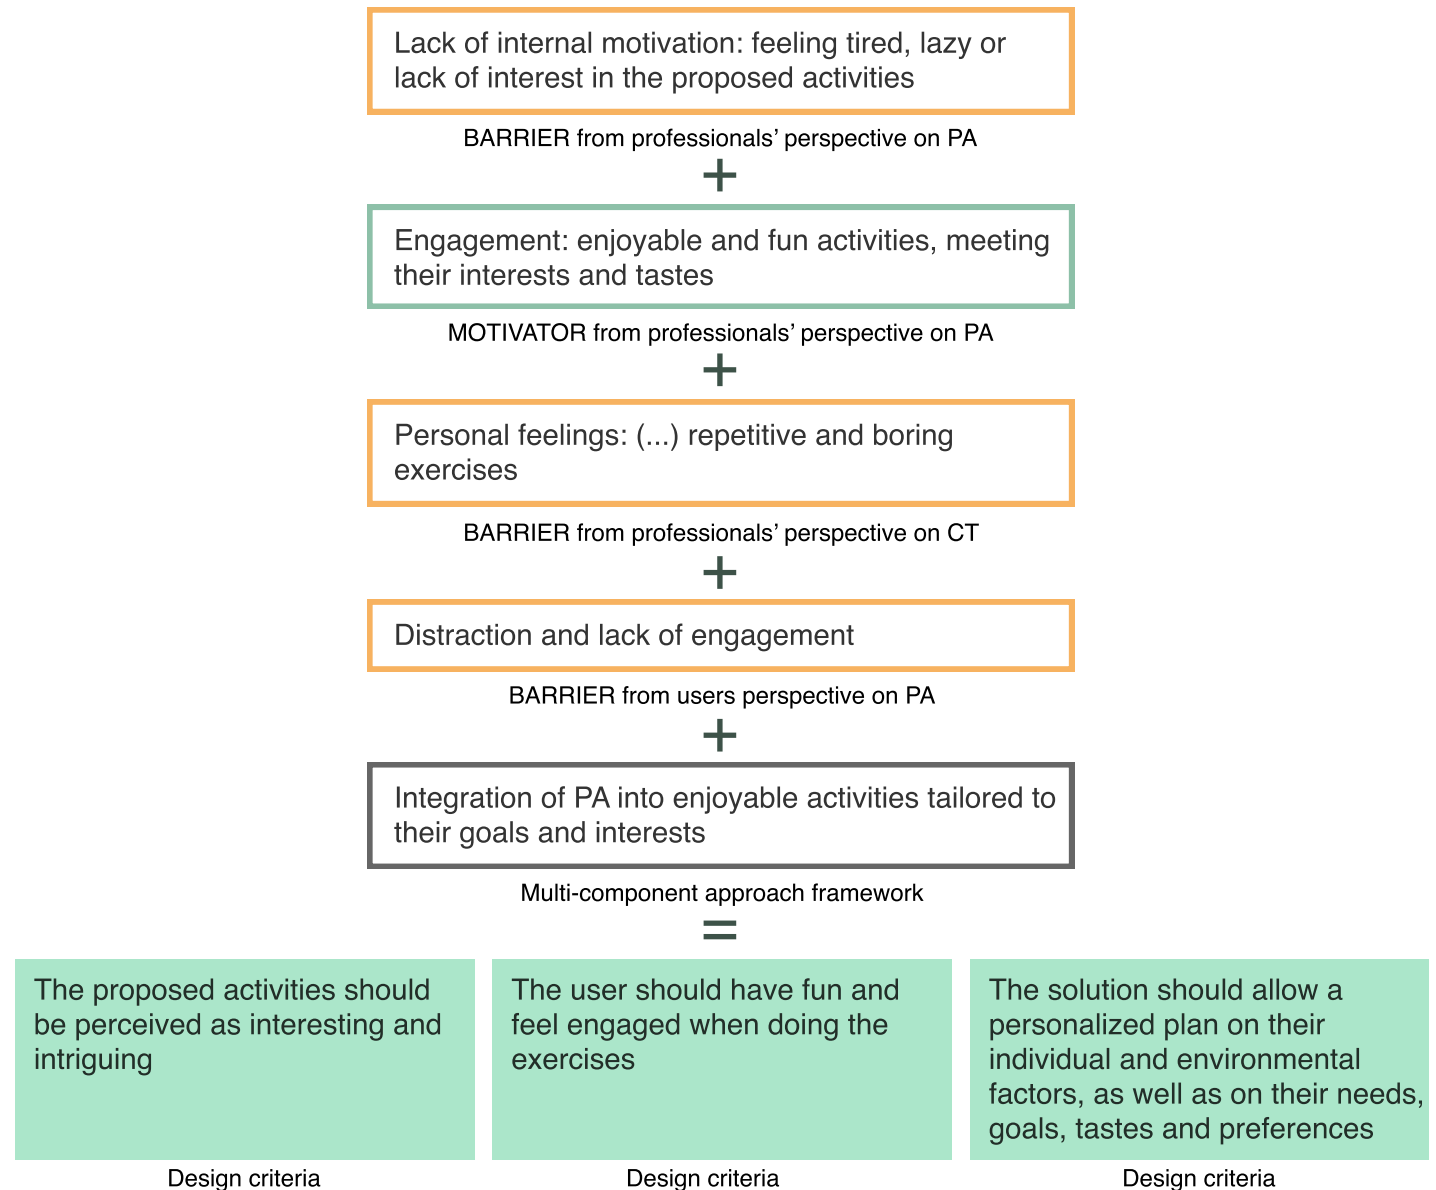 Lack of internal motivation: feeling tired, lazy or
lack of interest in the proposed activities
BARRIER from professionals’ perspective on PA
+
Engagement: enjoyable and fun activities, meeting
their interests and tastes
MOTIVATOR from professionals’ perspective on PA
+
Personal feelings: (...) repetitive and boring
exercises
BARRIER from professionals’ perspective on CT
+
Distraction and lack of engagement
BARRIER from users perspective on PA
+
Integration of PA into enjoyable activities tailored to
their goals and interests
Multi-component approach framework
=
The proposed activities should
be perceived as interesting and
intriguing
Design criteria
The user should have fun and
feel engaged when doing the
exercises
Design criteria
The solution should allow a
personalized plan on their
individual and environmental
factors, as well as on their needs,
goals, tastes and preferences
Design criteria